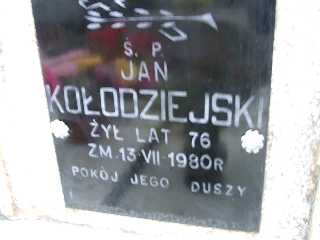 Ś. P.
JAN
KOŁODZIEJSKI
ŻYŁ LAT 76
ZM. 13-VII-1980R
POKÓJ JEGO DUSZY